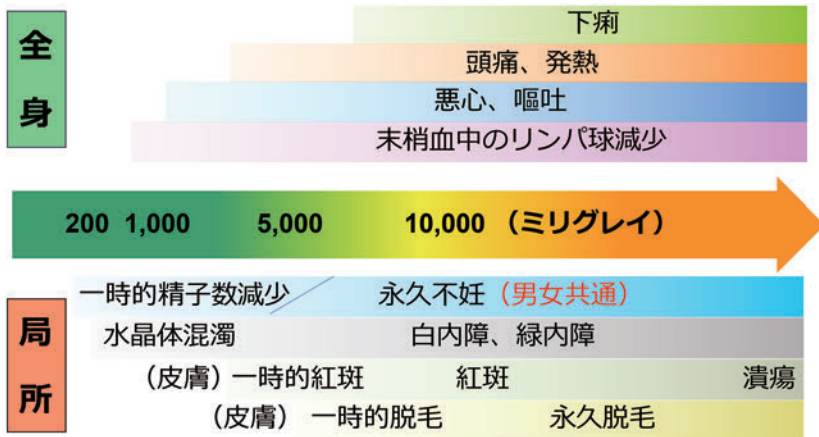 全身
下痢
頭痛、発熱
悪心、嘔吐
末梢血中のリンパ球減少
200 1,000 5,000 10,000 (ミリグレイ)
局所
一時的精子数減少 永久不妊(男女共通)
水晶体混濁 白内障、緑内障
(皮膚)一時的紅斑 紅斑 潰瘍
(皮膚) 一時的脱毛 永久脱毛